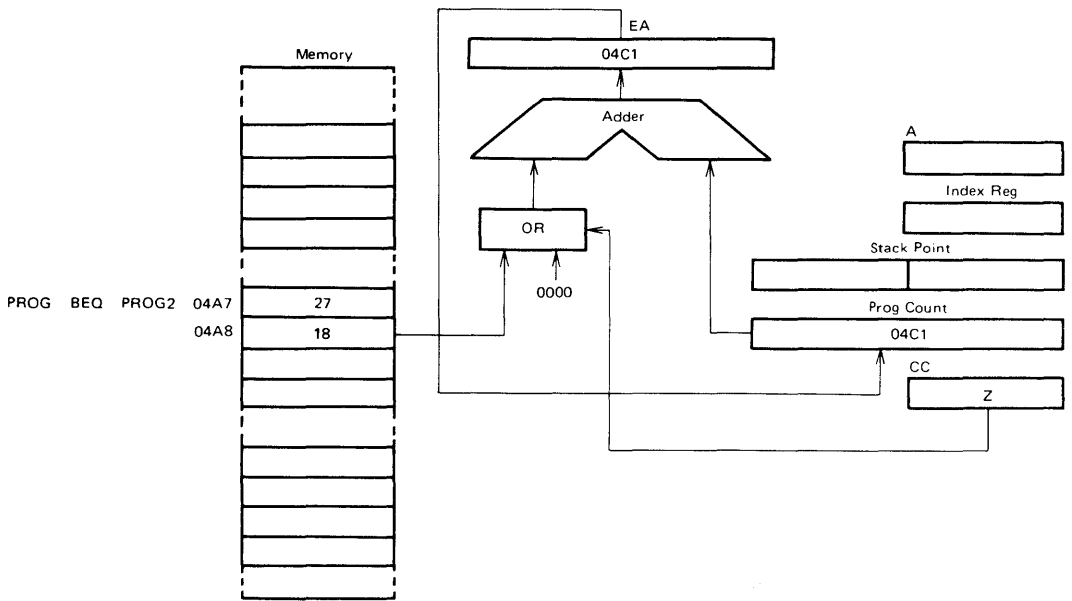 EA
Memory
04C1
Adder
A
Index Reg
OR
Stack Point
0000
PROG BEQ PROG2 04A7 27
Prog Count
04A8 18
04C1
CC
Z